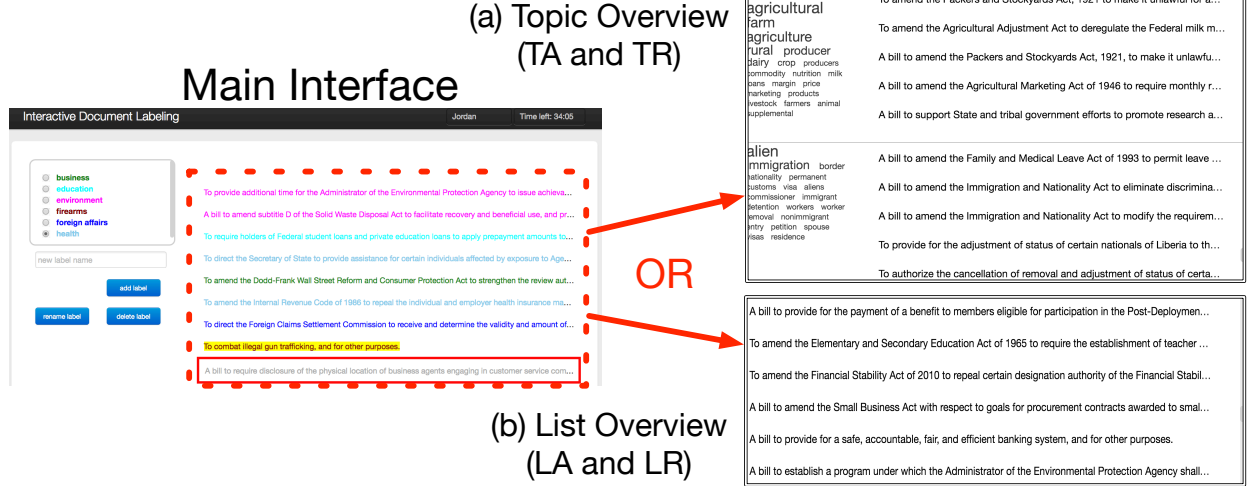 (a) Topic Overview
(TA and TR)
Main Interface
Interactive Document Labeling
Jordan
Time left: 34:05
business
education
environment
firearms
foreign affairs
health
new label name
add label
rename label
delete label
To provide additional time for the Administrator of the Environmental Protection Agency to issue achieva...
A bill to amend subtitle D of the Solid Waste Disposal Act to facilitate recovery and beneficial use, and pr...
To require holders of Federal student loans and private education loans to apply prepayment amounts to...
To direct the Secretary of State to provide assistance for certain individuals affected by exposure to Age...
To amend the Dodd-Frank Wall Street Reform and Consumer Protection Act to strengthen the review aut...
To amend the Internal Revenue Code of 1986 to repeal the individual and employer health insurance ma...
To direct the Foreign Claims Settlement Commission to receive and determine the validity and amount of...
To combat illegal gun trafficking, and for other purposes.
A bill to require disclosure of the physical location of business agents engaging in customer service com...
OR
agricultural
farm
agriculture
rural producer
dairy crop producers
commodity nutrition milk
loans margin price
marketing products
livestock farmers animal
supplemental
To amend the Packers and Stockyards Act, 1921 to make it unlawful for a...
To amend the Agricultural Adjustment Act to deregulate the Federal milk m...
A bill to amend the Packers and Stockyards Act, 1921, to make it unlawfu...
A bill to amend the Agricultural Marketing Act of 1946 to require monthly r...
A bill to support State and tribal government efforts to promote research a...
alien
immigration border
nationality permanent
customs visa aliens
commissioner immigrant
detention workers worker
removal nonimmigrant
entry petition spouse
visas residence
A bill to amend the Family and Medical Leave Act of 1993 to permit leave ...
A bill to amend the Immigration and Nationality Act to eliminate discrimina...
A bill to amend the Immigration and Nationality Act to modify the requirem...
To provide for the adjustment of status of certain nationals of Liberia to th...
To authorize the cancellation of removal and adjustment of status of certa...
(b) List Overview
(LA and LR)
A bill to provide for the payment of a benefit to members eligible for participation in the Post-Deploymen...
To amend the Elementary and Secondary Education Act of 1965 to require the establishment of teacher ...
To amend the Financial Stability Act of 2010 to repeal certain designation authority of the Financial Stabil...
A bill to amend the Small Business Act with respect to goals for procurement contracts awarded to smal...
A bill to provide for a safe, accountable, fair, and efficient banking system, and for other purposes.
A bill to establish a program under which the Administrator of the Environmental Protection Agency shall...